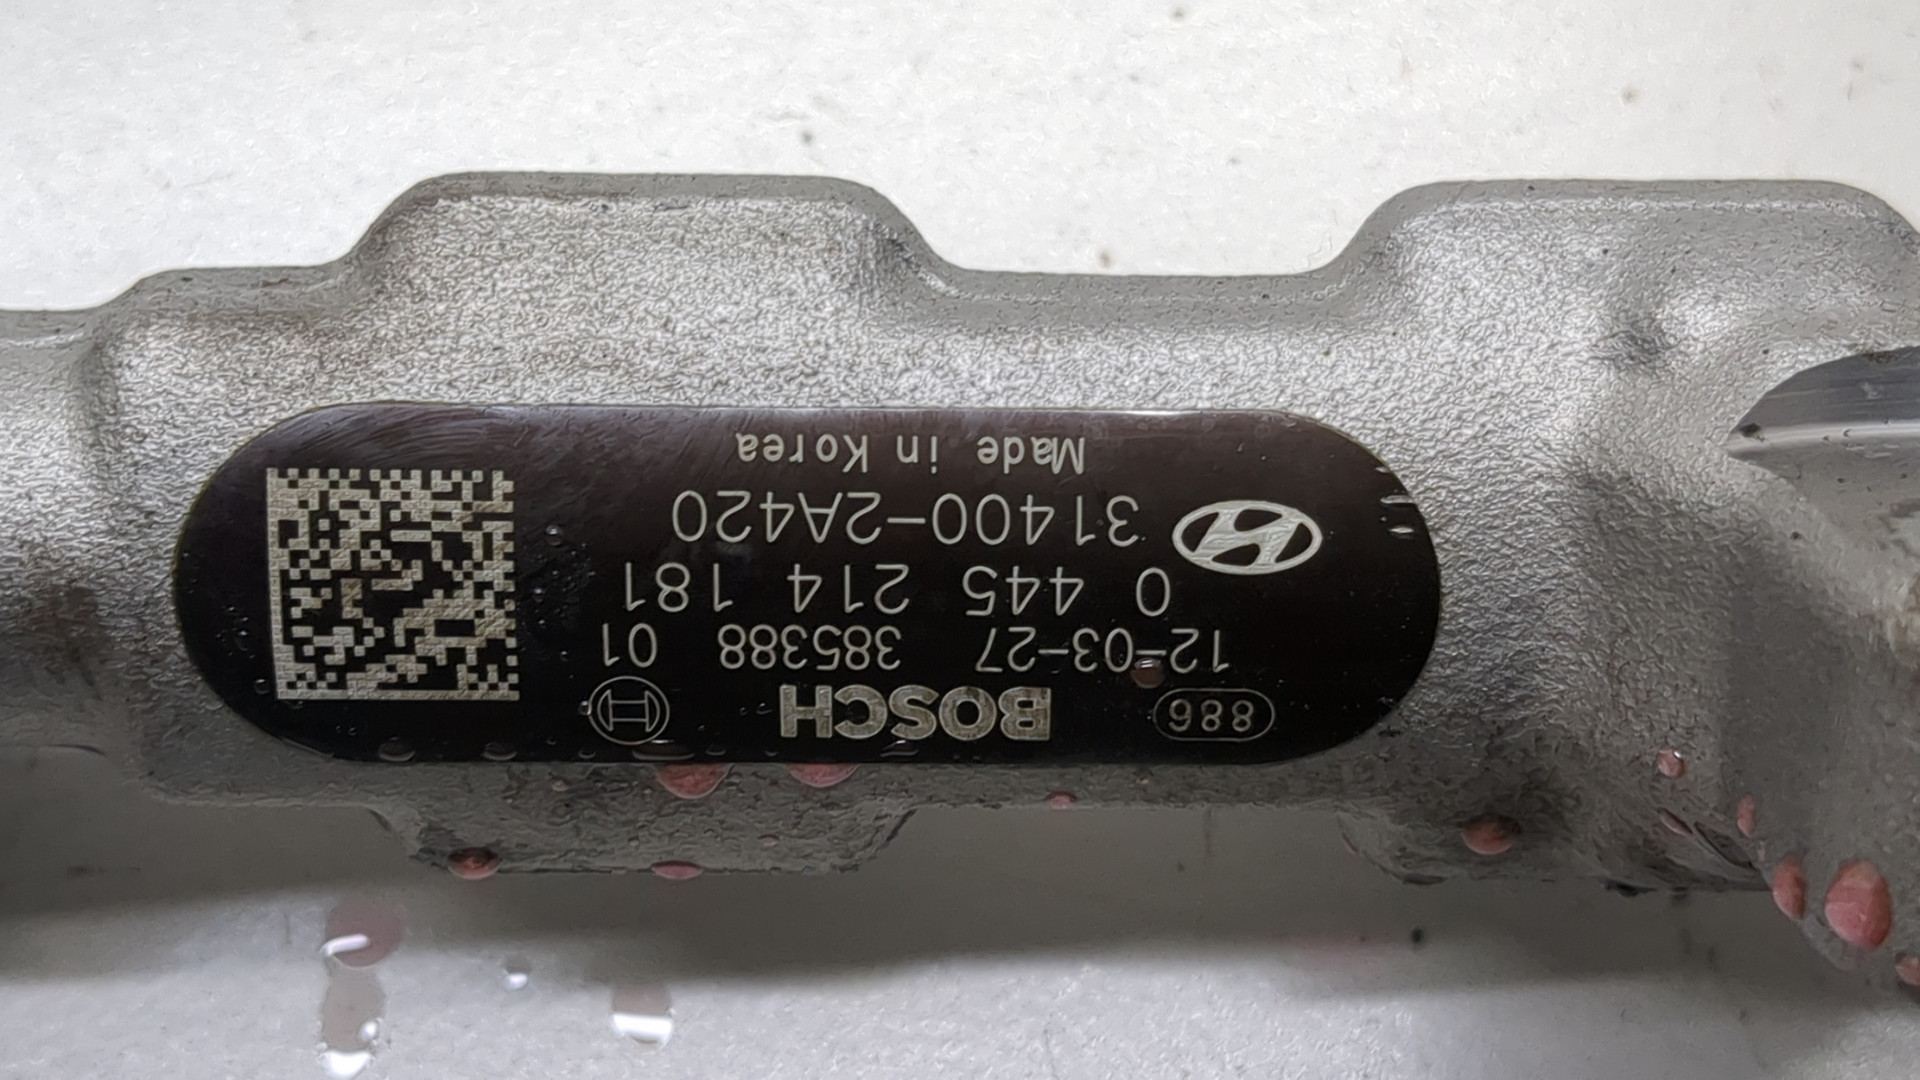 886 BOSCH
12-03-27 385388 01
0 445 214 181
31400-2A420
Made in Korea